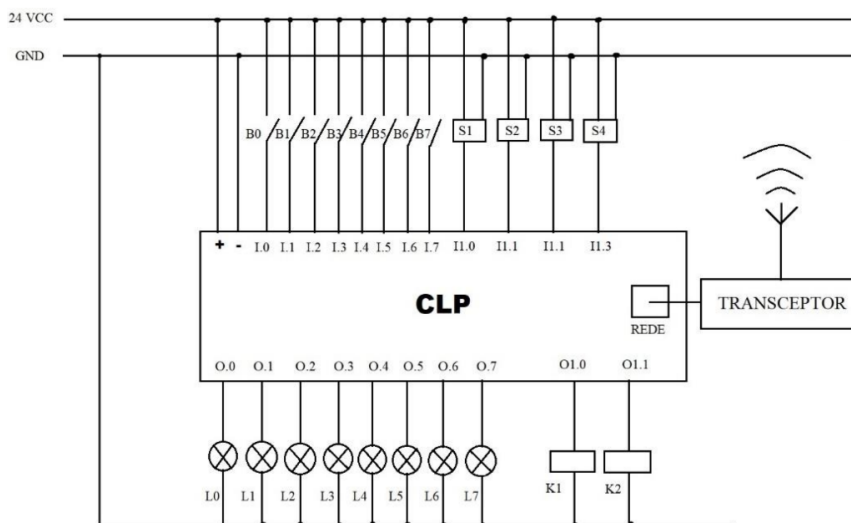 24 VCC
GND
B0 B1 B2 B3 B4 B5 B6 B7 S1 S2 S3 S4
+ - I.0 I.1 I.2 I.3 I.4 I.5 I.6 I.7 I1.0 I1.1 I1.1 I1.3
CLP
REDE
TRANSCEPTOR
O.0 O.1 O.2 O.3 O.4 O.5 O.6 O.7 O1.0 O1.1
L0 L1 L2 L3 L4 L5 L6 L7 K1 K2